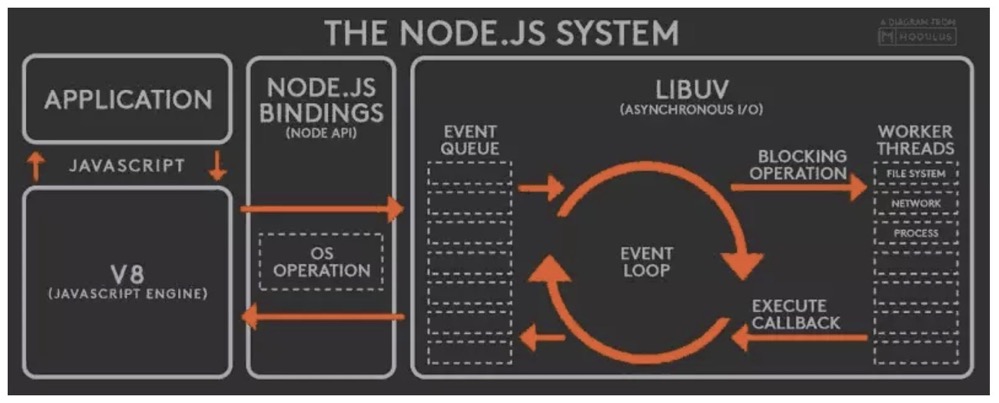 THE NODE.JS SYSTEM
A DIAGRAM FROM
MODULUS
APPLICATION
JAVASCRIPT
V8
(JAVASCRIPT ENGINE)
NODE.JS
BINDINGS
(NODE API)
OS
OPERATION
LIBUV
(ASYNCHRONOUS I/O)
EVENT
QUEUE
EVENT
LOOP
BLOCKING
OPERATION
EXECUTE
CALLBACK
WORKER
THREADS
FILE SYSTEM
NETWORK
PROCESS